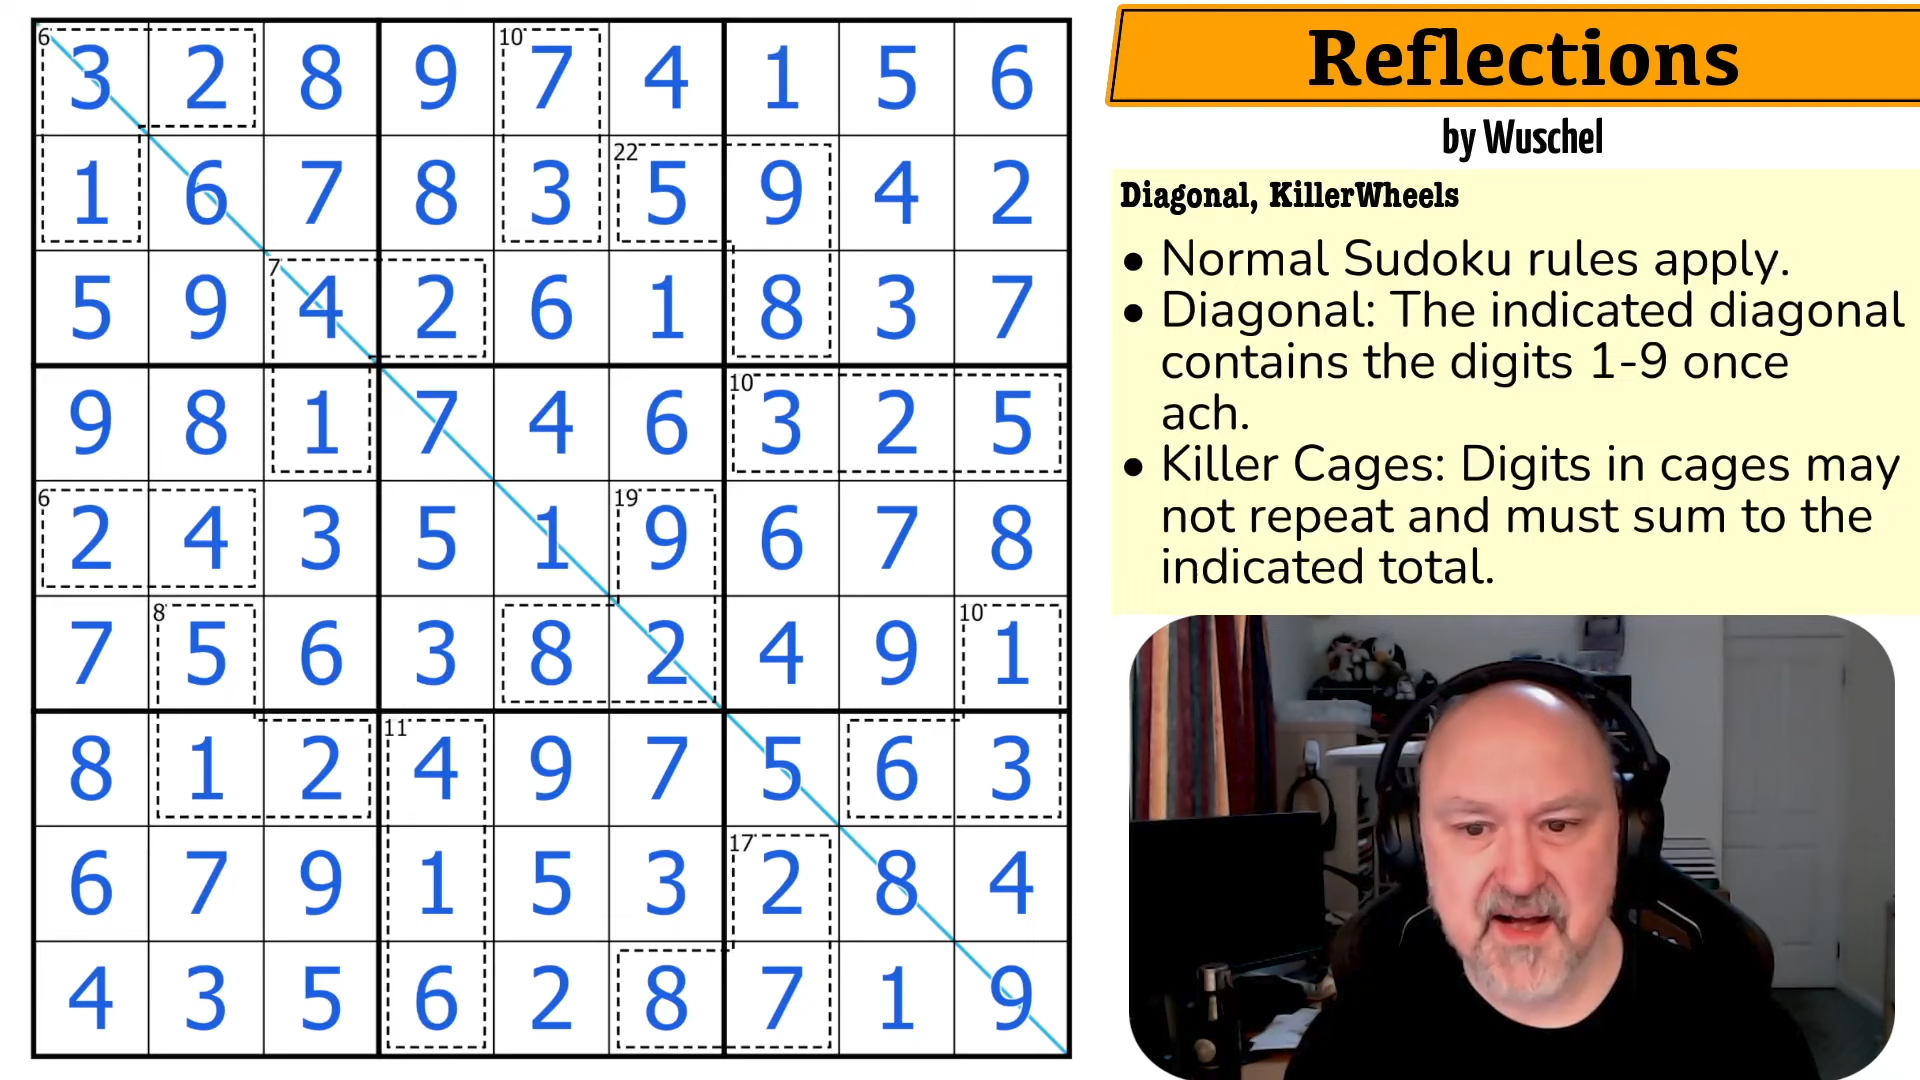 Reflections
by Wuschel
Diagonal, KillerWheels
• Normal Sudoku rules apply.
• Diagonal: The indicated diagonal
contains the digits 1-9 once
ach.
• Killer Cages: Digits in cages may
not repeat and must sum to the
indicated total.
6 10
3 2 8 9 7 4 1 5 6
22
1 6 7 8 3 5 9 4 2
7
5 9 4 2 6 1 8 3 7
10
9 8 1 7 4 6 3 2 5
6 19
2 4 3 5 1 9 6 7 8
8 10
7 5 6 3 8 2 4 9 1
11
8 1 2 4 9 7 5 6 3
17
6 7 9 1 5 3 2 8 4
4 3 5 6 2 8 7 1 9